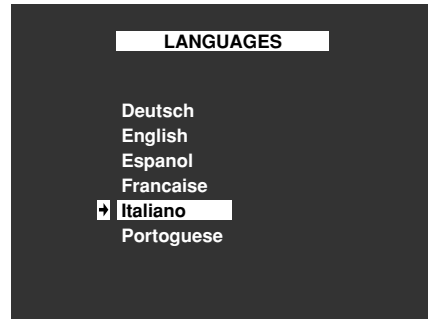 LANGUAGES
Deutsch
English
Espanol
Francaise
Italiano
Portoguese